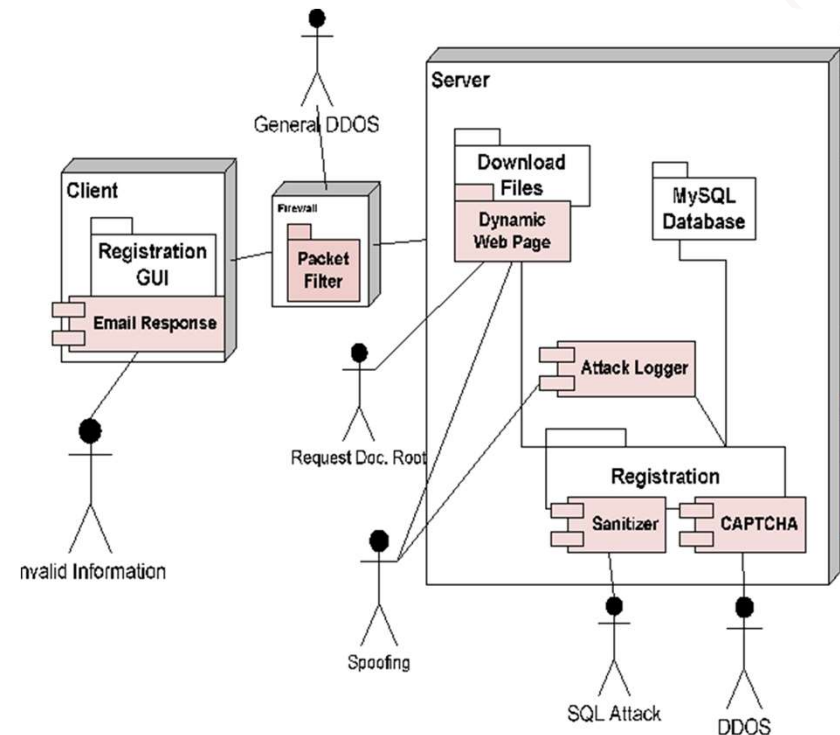 General DDOS
Client
Registration
GUI
Email Response
nvalid Information
Firewall
Packet
Filter
Server
Download
Files
Dynamic
Web Page
MySQL
Database
Attack Logger
Request Doc. Root
Registration
Sanitizer
CAPTCHA
Spoofing
SQL Attack
DDOS